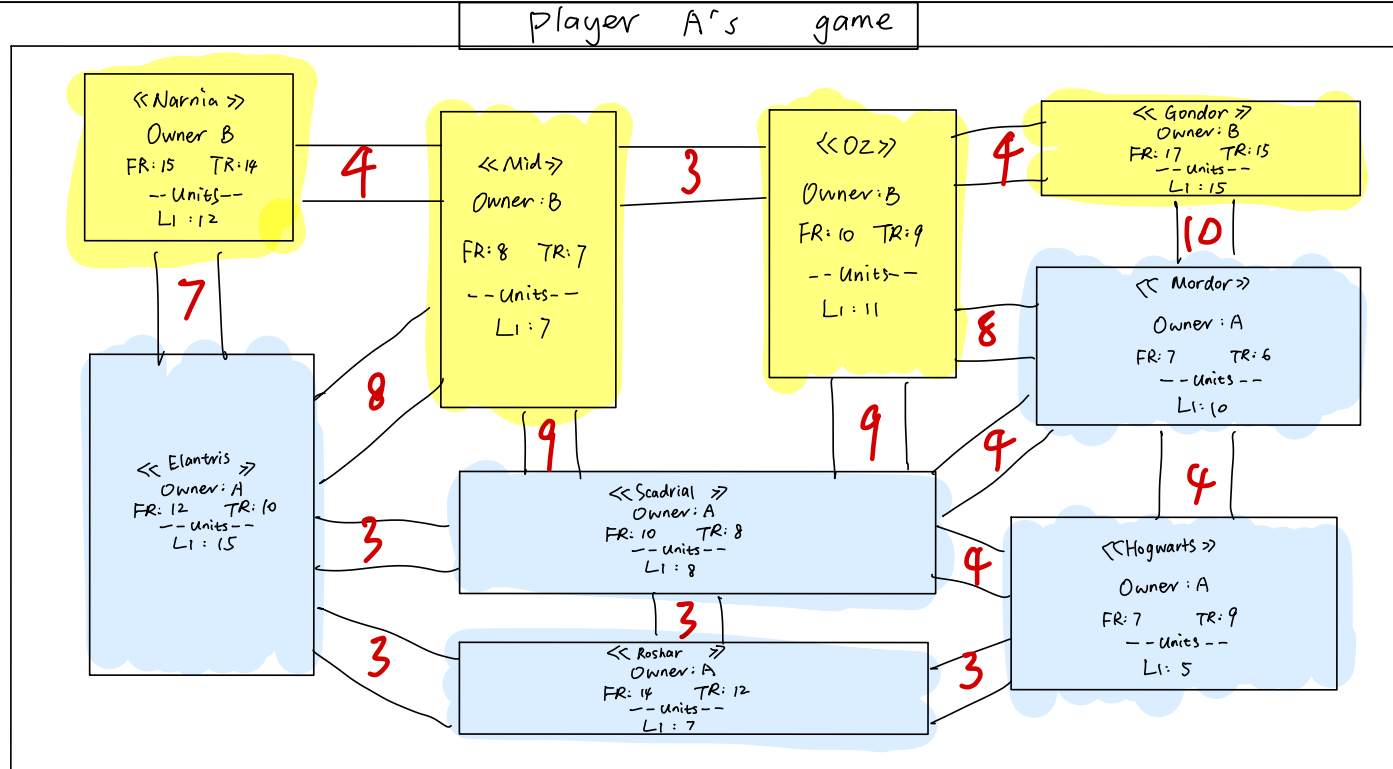 Player A's game
<<Narnia>>
Owner B
FR:15 TR:14
--Units--
L1:12
4
<<Mid>>
Owner:B
FR:8 TR:7
--Units--
L1:7
3
<<Oz>>
Owner:B
FR:10 TR:9
--Units--
L1:11
4
<<Gondor>>
Owner:B
FR:17 TR:15
--Units--
L1:15
7
8
9
9
8
10
<<Mordor>>
Owner:A
FR:7 TR:6
--Units--
L1:10
<<Elantris>>
Owner:A
FR:12 TR:10
--Units--
L1:15
3
<<Scadrial>>
Owner:A
FR:10 TR:8
--Units--
L1:8
4
4
4
<<Hogwarts>>
Owner:A
FR:7 TR:9
--Units--
L1:5
3
3
<<Roshar>>
Owner:A
FR:14 TR:12
--Units--
L1:7
3